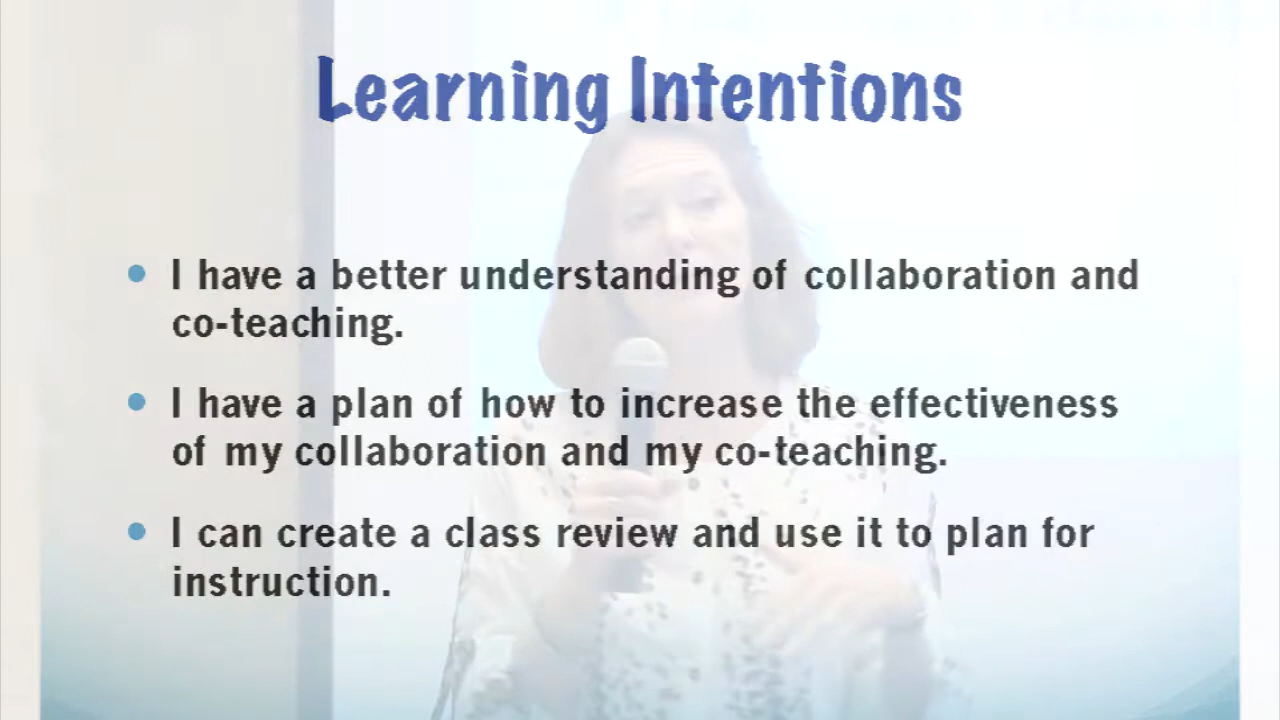 Learning Intentions
• I have a better understanding of collaboration and
co-teaching.
• I have a plan of how to increase the effectiveness
of my collaboration and my co-teaching.
• I can create a class review and use it to plan for
instruction.